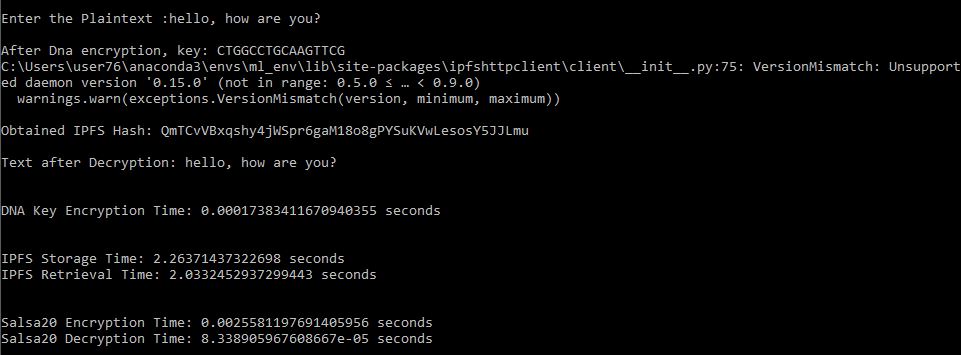 Enter the Plaintext :hello, how are you?
After Dna encryption, key: CTGGCCTGCAAGTTCG
C:\Users\user76\anaconda3\envs\ml_env\lib\site-packages\ipfshttpclient\client\__init__.py:75: VersionMismatch: Unsupport
ed daemon version '0.15.0' (not in range: 0.5.0 ≤ … < 0.9.0)
  warnings.warn(exceptions.VersionMismatch(version, minimum, maximum))
Obtained IPFS Hash: QmTCvVBxqshy4jWSpr6gaM18o8gPYSuKVwLesosY5JJLmu
Text after Decryption: hello, how are you?
DNA Key Encryption Time: 0.00017383411670940355 seconds
IPFS Storage Time: 2.26371437322698 seconds
IPFS Retrieval Time: 2.0332452937299443 seconds
Salsa20 Encryption Time: 0.0025581197691405956 seconds
Salsa20 Decryption Time: 8.338905967608667e-05 seconds